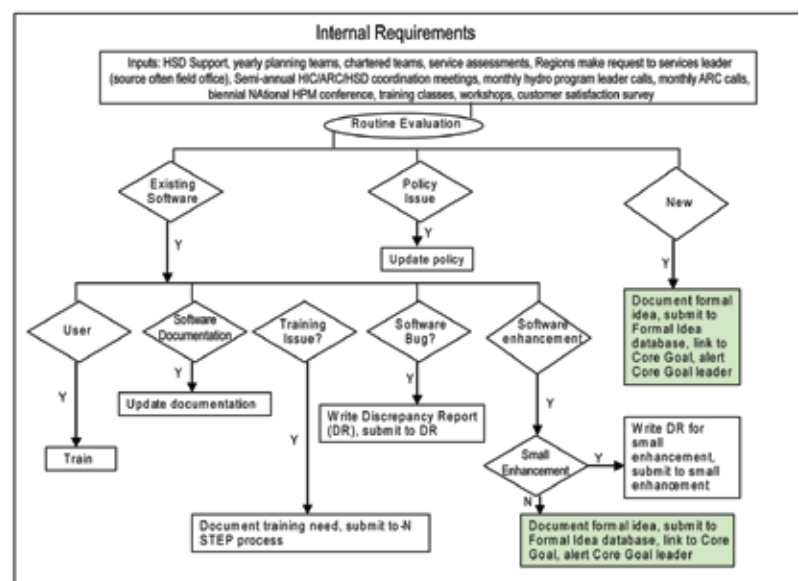 Internal Requirements
Inputs: HSD Support, yearly planning teams, chartered teams, service assessments, Regions make request to services leader
(source often field office), Semi-annual HIC/ARC/HSD coordination meetings, monthly hydro program leader calls, monthly ARC calls,
biennial NAtional HPM conference, training classes, workshops, customer satisfaction survey
Routine Evaluation
Existing
Software
Policy
Issue
New
Y
Y
Y
Update policy
Document formal
idea, submit to
Formal Idea
database, link to
Core Goal, alert
Core Goal leader
User
Software
Documentation
Training
Issue?
Software
Bug?
Software
enhancement
Y
Y
Y
Y
Y
Update documentation
Write Discrepancy Report
(DR), submit to DR
Train
Small
Enhancement
Y
N
Write DR for
small
enhancement,
submit to small
enhancement
Document training need, submit to-N
STEP process
Document formal idea, submit to
Formal Idea database, link to Core
Goal, alert Core Goal leader